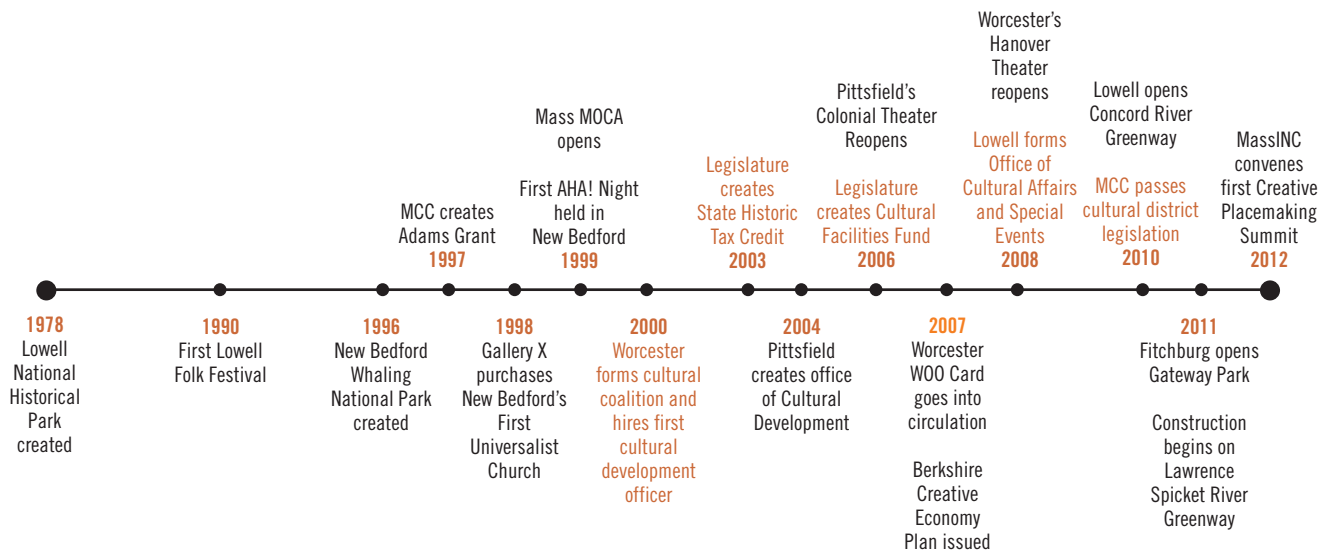 Mass MOCA
opens
First AHA! Night
held in
New Bedford
1999
MCC creates
Adams Grant
1997
Legislature
creates
State Historic
Tax Credit
2003
Pittsfield's
Colonial Theater
Reopens
Legislature
creates Cultural
Facilities Fund
2006
Worcester's
Hanover
Theater
reopens
Lowell forms
Office of
Cultural Affairs
and Special
Events
2008
Lowell opens
Concord River
Greenway
MCC passes
cultural district
legislation
2010
MassINC
convenes
first Creative
Placemaking
Summit
2012
1978
Lowell
National
Historical
Park
created
1990
First Lowell
Folk Festival
1996
New Bedford
Whaling
National Park
created
1998
Gallery X
purchases
New Bedford's
First
Universalist
Church
2000
Worcester
forms cultural
coalition and
hires first
cultural
development
officer
2004
Pittsfield
creates office
of Cultural
Development
2007
Worcester
WOO Card
goes into
circulation
Berkshire
Creative
Economy
Plan issued
2011
Fitchburg opens
Gateway Park
Construction
begins on
Lawrence
Spicket River
Greenway